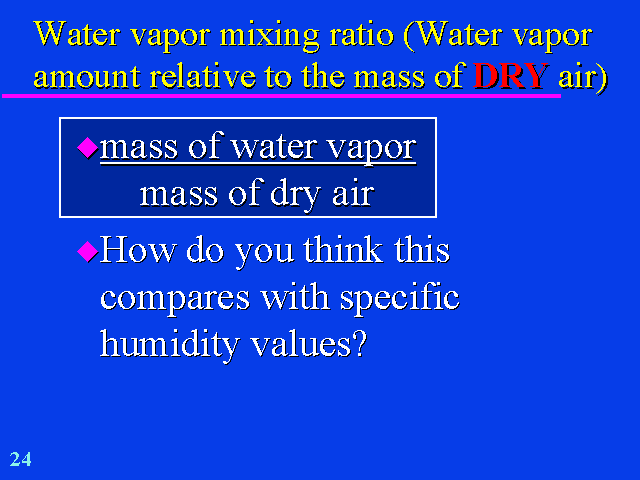 Water vapor mixing ratio (Water vapor
amount relative to the mass of DRY air)
mass of water vapor
mass of dry air
How do you think this
compares with specific
humidity values?
24